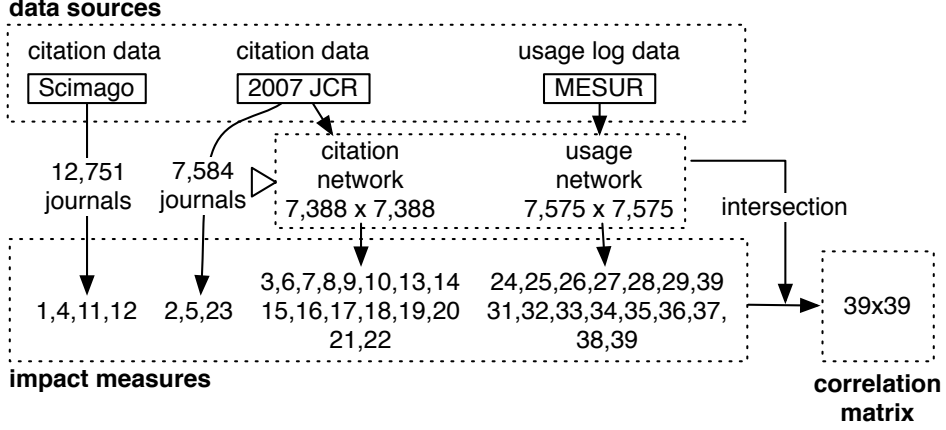 data sources
citation data
citation data
usage log data
Scimago
2007 JCR
MESUR
12,751
journals
7,584
journals
citation
network
7,388 x 7,388
usage
network
7,575 x 7,575
intersection
1,4,11,12
2,5,23
3,6,7,8,9,10,13,14
15,16,17,18,19,20
21,22
24,25,26,27,28,29,39
31,32,33,34,35,36,37,
38,39
39x39
impact measures
correlation
matrix